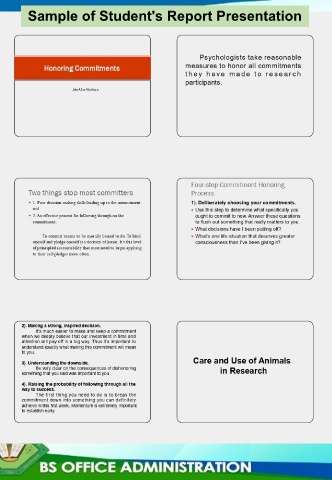 Sample of Student's Report Presentation
Honoring Commitments
Psychologists take reasonable
measures to honor all commitments
they have made to research
participants.
Two things stop most committers
• 1. Poor decision making skills leading up to the commitment
and
• 2. An effective process for following through on the
commitment.
To commit means to be morally bound to do. To bind
oneself and pledge oneself to a decision of honor. It's this level
of principled accountability that most need to begin applying
to their self-pledges more often.
Four-step Commitment Honoring
Process
1). Deliberately choosing your commitments.
• Use this step to determine what specifically you
ought to commit to now. Answer these questions
to flush out something that really matters to you.
• What decisions have I been putting off?
• What's one life situation that deserves greater
consciousness than I've been giving it?
2). Making a strong, inspired decision.
It's much easier to make and keep a commitment
when we deeply believe that our investment in time and
attention will pay off in a big way. Thus it's important to
understand exactly what making this commitment will mean
to you.
3). Understanding the downside.
Be very clear on the consequences of dishonoring
something that you said was important to you.
4). Raising the probability of following through all the
way to success.
The first thing you need to do is to break the
commitment down into something you can definitely
achieve in this first week. Momentum is extremely important
to establish early.
Care and Use of Animals
in Research
BS OFFICE ADMINISTRATION